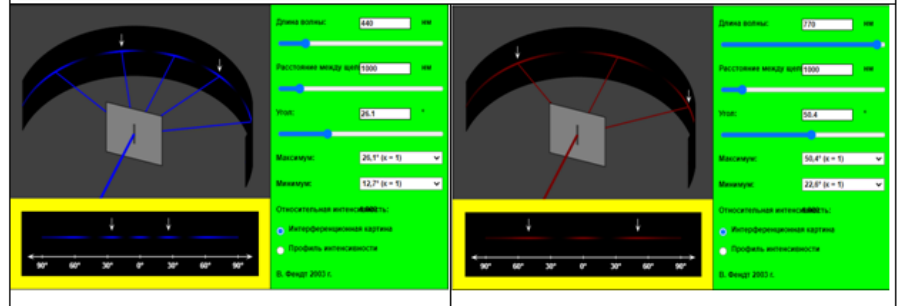 Длина волны: 440 нм
Расстояние между щел 1000 нм
Угол: 26.1 °
Максимум: 26,1° (к = 1)
Минимум: 12,7° (к = 1)
Относительная интенсивность:
Интерференционная картина
Профиль интенсивности
В. Фендт 2003 г.
90° 60° 30° 0° 30° 60° 90°
Длина волны: 770 нм
Расстояние между щел 1000 нм
Угол: 50.4 °
Максимум: 50,4° (к = 1)
Минимум: 22,6° (к = 1)
Относительная интенсивность:
Интерференционная картина
Профиль интенсивности
В. Фендт 2003 г.
90° 60° 30° 0° 30° 60° 90°